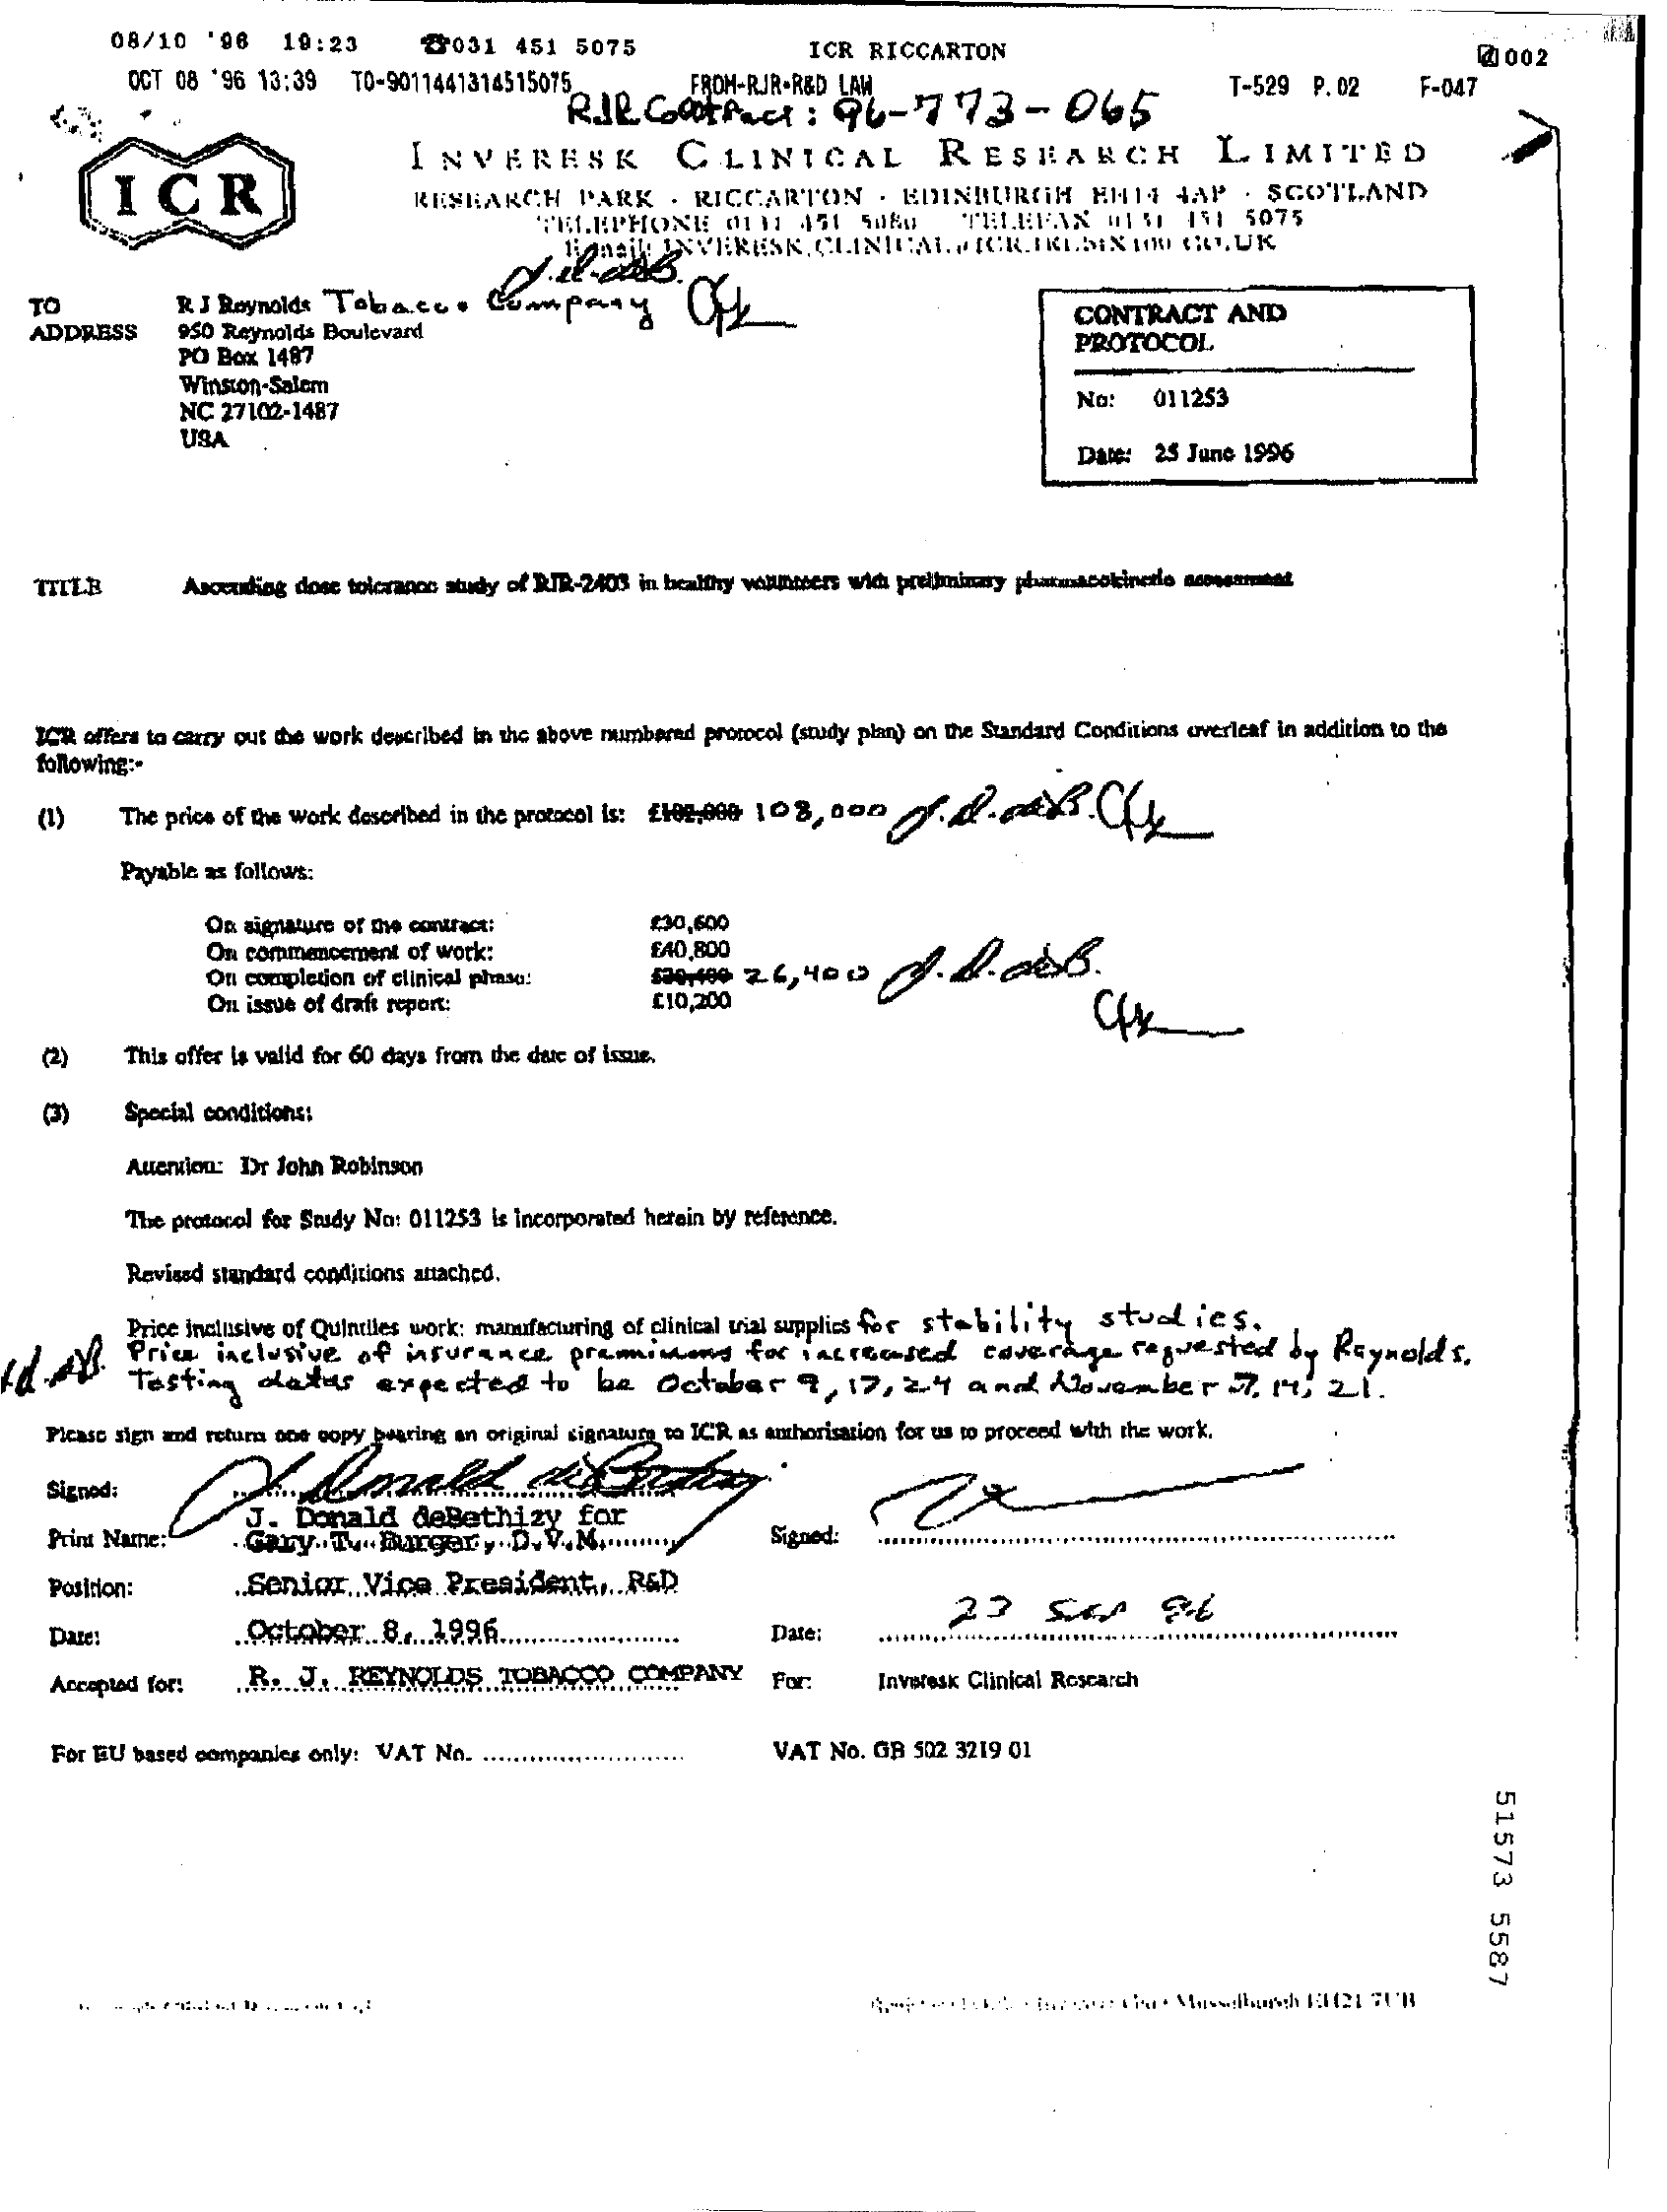 08/10 '96 19:23 ☎031 451 5075 ICR RICCARTON 002
OCT 08 '96 13:39 TO-9011441314515075 FROM-RJR-R&D LAW T-529 P.02 F-047
RJR Contract: 96-773-065
ICR
INVERESK CLINICAL RESEARCH LIMITED
RESEARCH PARK · RICCARTON · EDINBURGH EH14 4AP · SCOTLAND
TELEPHONE 0131 451 5080 TELEFAX 0131 451 5075
J.D.deB.
TO R J Reynolds Tobacco Company
ADDRESS 950 Reynolds Boulevard
PO Box 1487
Winston-Salem
NC 27102-1487
USA
CONTRACT AND
PROTOCOL
No: 011253
Date: 25 June 1996
TITLE Ascending dose tolerance study of RJR-2403 in healthy volunteers with preliminary pharmacokinetic assessment
ICR offers to carry out the work described in the above numbered protocol (study plan) on the Standard Conditions overleaf in addition to the
following:-
(1) The price of the work described in the protocol is: £102,000 108,000 J.D.deB.
Payable as follows:
On signature of the contract: £30,600
On commencement of work: £40,800
On completion of clinical phase: £20,400 26,400 J.D.deB.
On issue of draft report: £10,200
(2) This offer is valid for 60 days from the date of issue.
(3) Special conditions:
Attention: Dr John Robinson
The protocol for Study No: 011253 is incorporated herein by reference.
Revised standard conditions attached.
Price inclusive of Quintiles work: manufacturing of clinical trial supplies for stability studies.
Price inclusive of insurance premiums for increased coverage requested by Reynolds.
Testing dates expected to be October 9, 17, 24 and November 7, 14, 21.
Please sign and return one copy bearing an original signature to ICR as authorisation for us to proceed with the work.
Signed: J. Donald deBethizy
J. Donald deBethizy for
Print Name: Gary T. Burger, D.V.M. Signed:
Position: Senior Vice President, R&D
Date: October 8, 1996 Date: 23 Sep 96
Accepted for: R. J. REYNOLDS TOBACCO COMPANY For: Inveresk Clinical Research
For EU based companies only: VAT No. ........................ VAT No. GB 502 3219 01
51573 5587
Musselburgh EH21 7UB